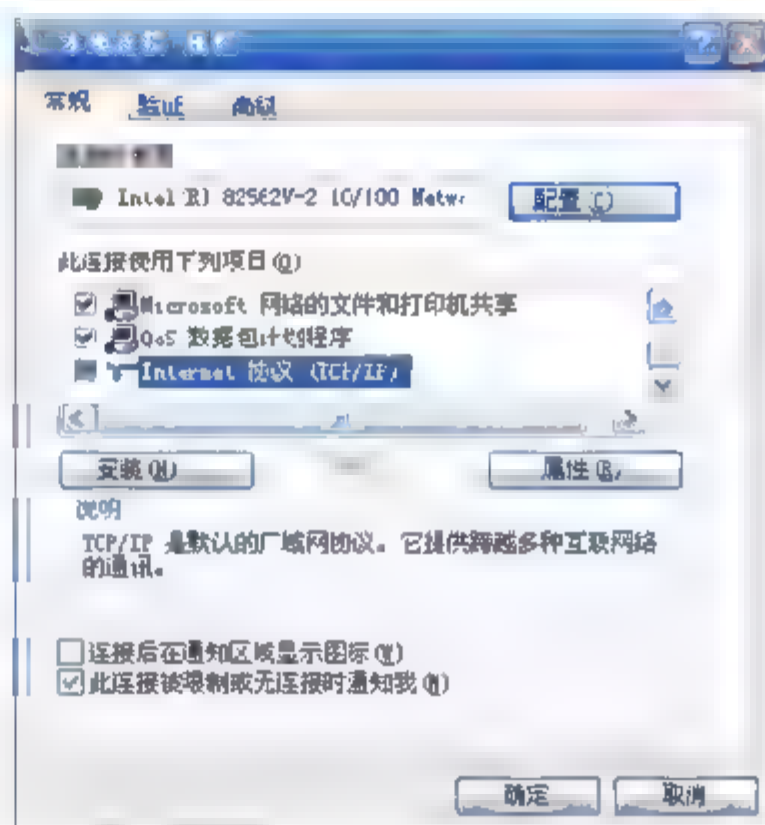 常规 验证 高级
Intel(R) 82562V-2 10/100 Netw
配置(C)
此连接使用下列项目(O)
Microsoft 网络的文件和打印机共享
QoS 数据包计划程序
Internet 协议 (TCP/IP)
安装(N) 属性(R)
说明
TCP/IP 是默认的广域网协议。它提供跨越多种互联网络
的通讯。
连接后在通知区域显示图标(W)
此连接被限制或无连接时通知我(M)
确定 取消